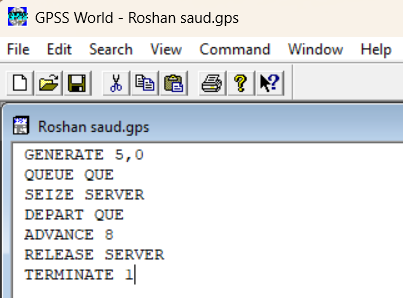 GPSS World - Roshan saud.gps
File Edit Search View Command Window Help
Roshan saud.gps
GENERATE 5,0
QUEUE QUE
SEIZE SERVER
DEPART QUE
ADVANCE 8
RELEASE SERVER
TERMINATE 1